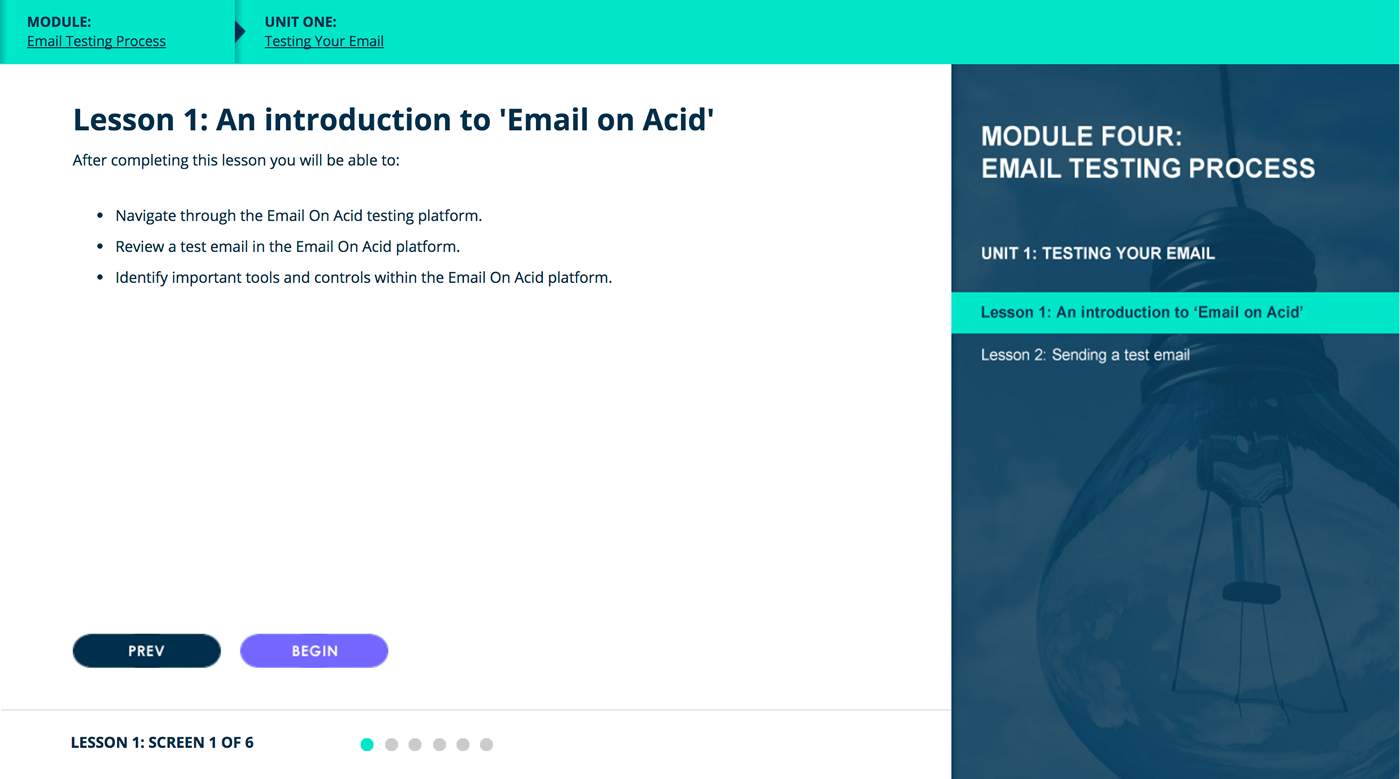 MODULE:
Email Testing Process
UNIT ONE:
Testing Your Email
Lesson 1: An introduction to 'Email on Acid'
After completing this lesson you will be able to:
• Navigate through the Email On Acid testing platform.
• Review a test email in the Email On Acid platform.
• Identify important tools and controls within the Email On Acid platform.
PREV
BEGIN
LESSON 1: SCREEN 1 OF 6
MODULE FOUR:
EMAIL TESTING PROCESS
UNIT 1: TESTING YOUR EMAIL
Lesson 1: An introduction to ‘Email on Acid’
Lesson 2: Sending a test email